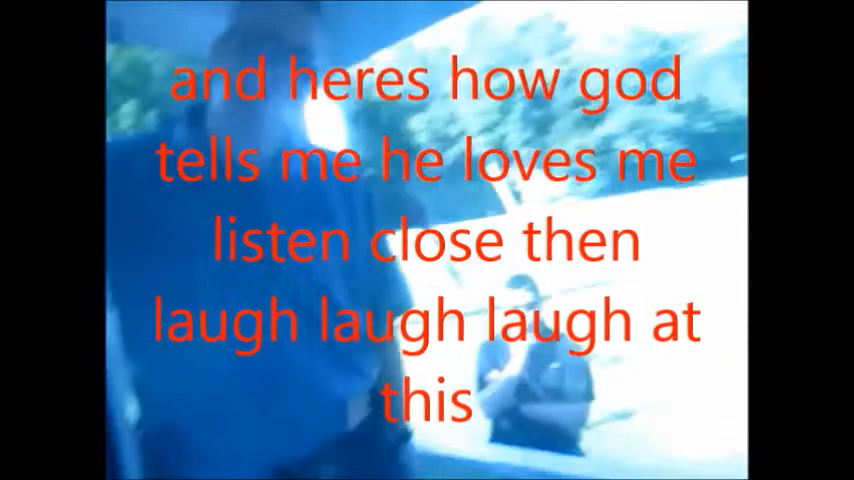 and heres how god
tells me he loves me
listen close then
laugh laugh laugh at
this